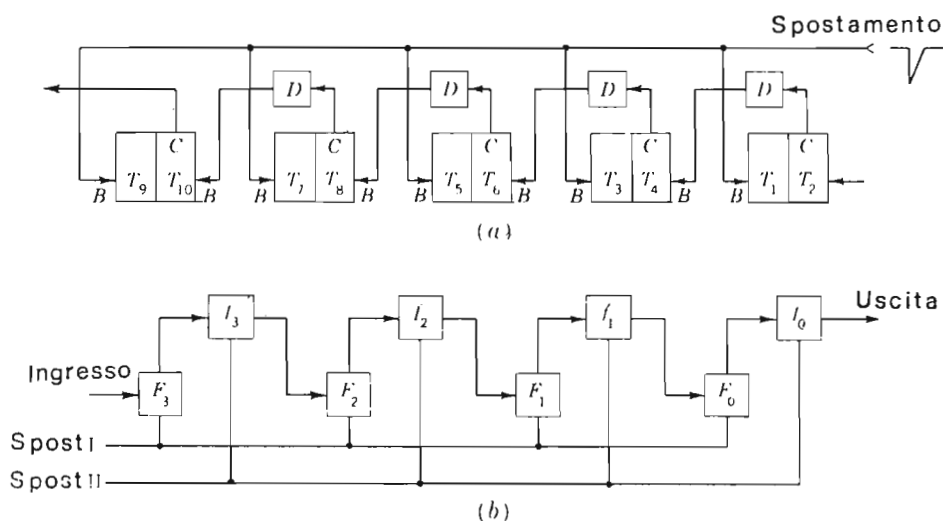 Spostamento
D D D D
C C C C C
B T₉ T₁₀ B B T₇ T₈ B B T₅ T₆ B B T₃ T₄ B B T₁ T₂
(a)
I₃ I₂ I₁ I₀ Uscita
Ingresso F₃ F₂ F₁ F₀
Spost I
Spost II
(b)